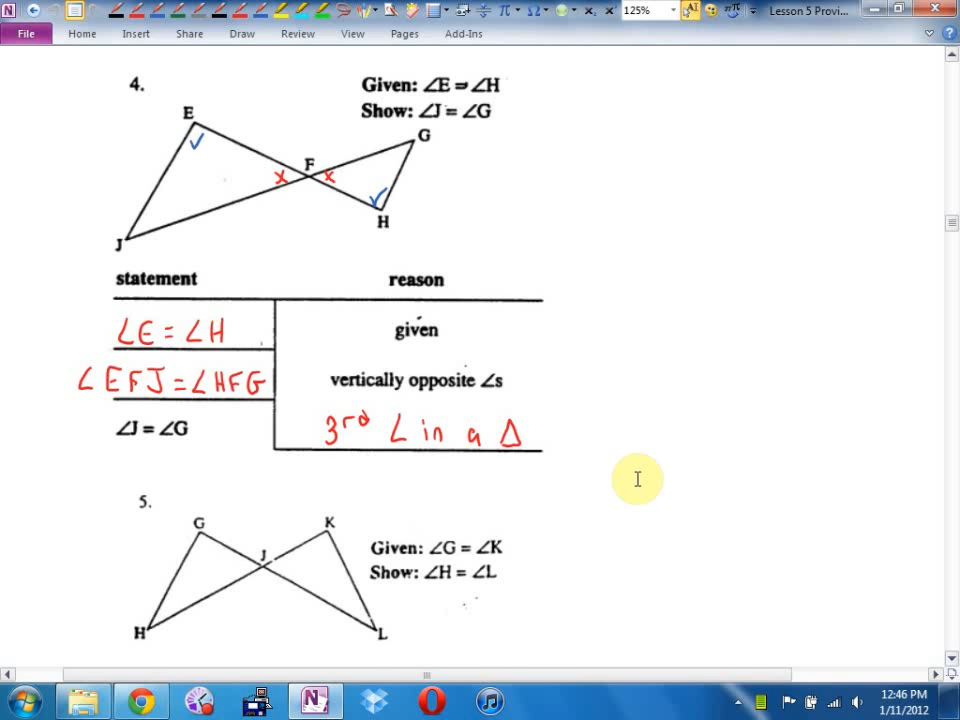 125%
Lesson 5 Provi...
File Home Insert Share Draw Review View Pages Add-Ins
4.
Given: ∠E = ∠H
Show: ∠J = ∠G
E
G
F
H
J
statement reason
∠E = ∠H given
∠EFJ = ∠HFG vertically opposite ∠s
∠J = ∠G 3rd ∠ in a Δ
5.
G K
J
Given: ∠G = ∠K
Show: ∠H = ∠L
H L
12:46 PM
1/11/2012